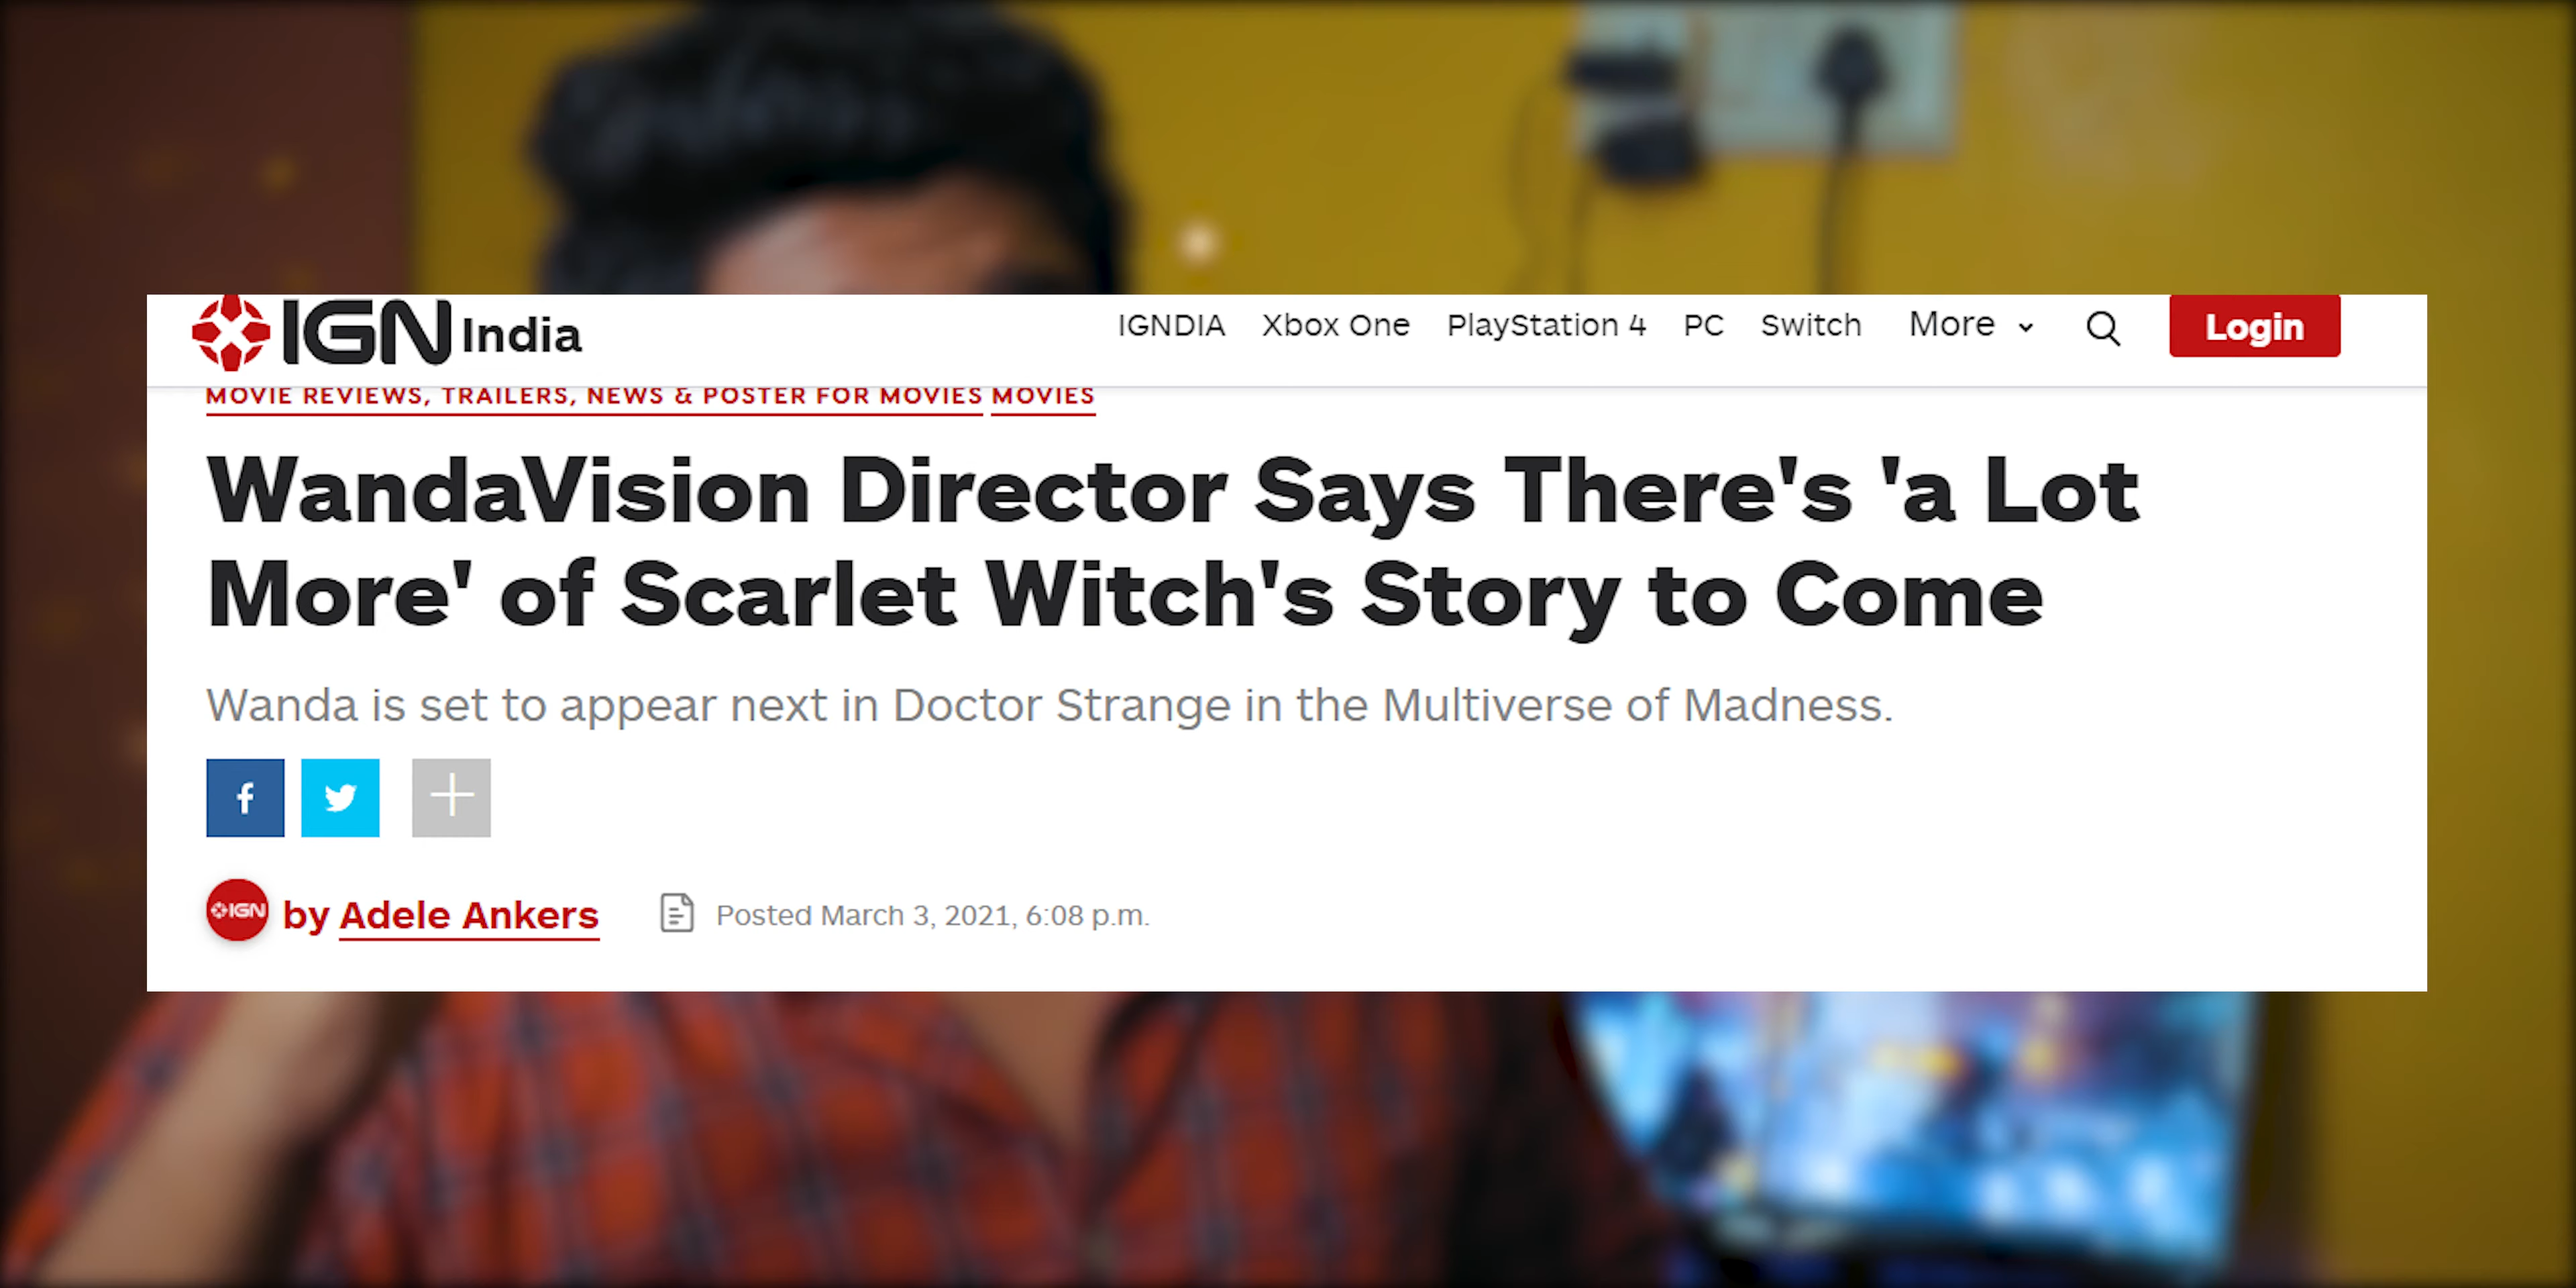 IGN India
IGNDIA Xbox One PlayStation 4 PC Switch More Login
MOVIE REVIEWS, TRAILERS, NEWS & POSTER FOR MOVIES MOVIES
WandaVision Director Says There's 'a Lot
More' of Scarlet Witch's Story to Come
Wanda is set to appear next in Doctor Strange in the Multiverse of Madness.
f
IGN by Adele Ankers Posted March 3, 2021, 6:08 p.m.